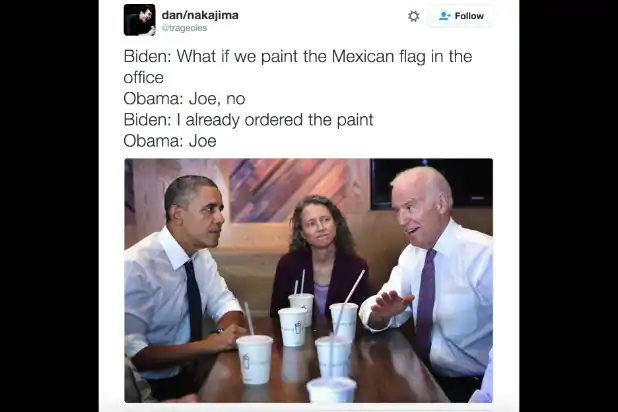 dan/nakajima
@tragecies
Follow
Biden: What if we paint the Mexican flag in the
office
Obama: Joe, no
Biden: I already ordered the paint
Obama: Joe